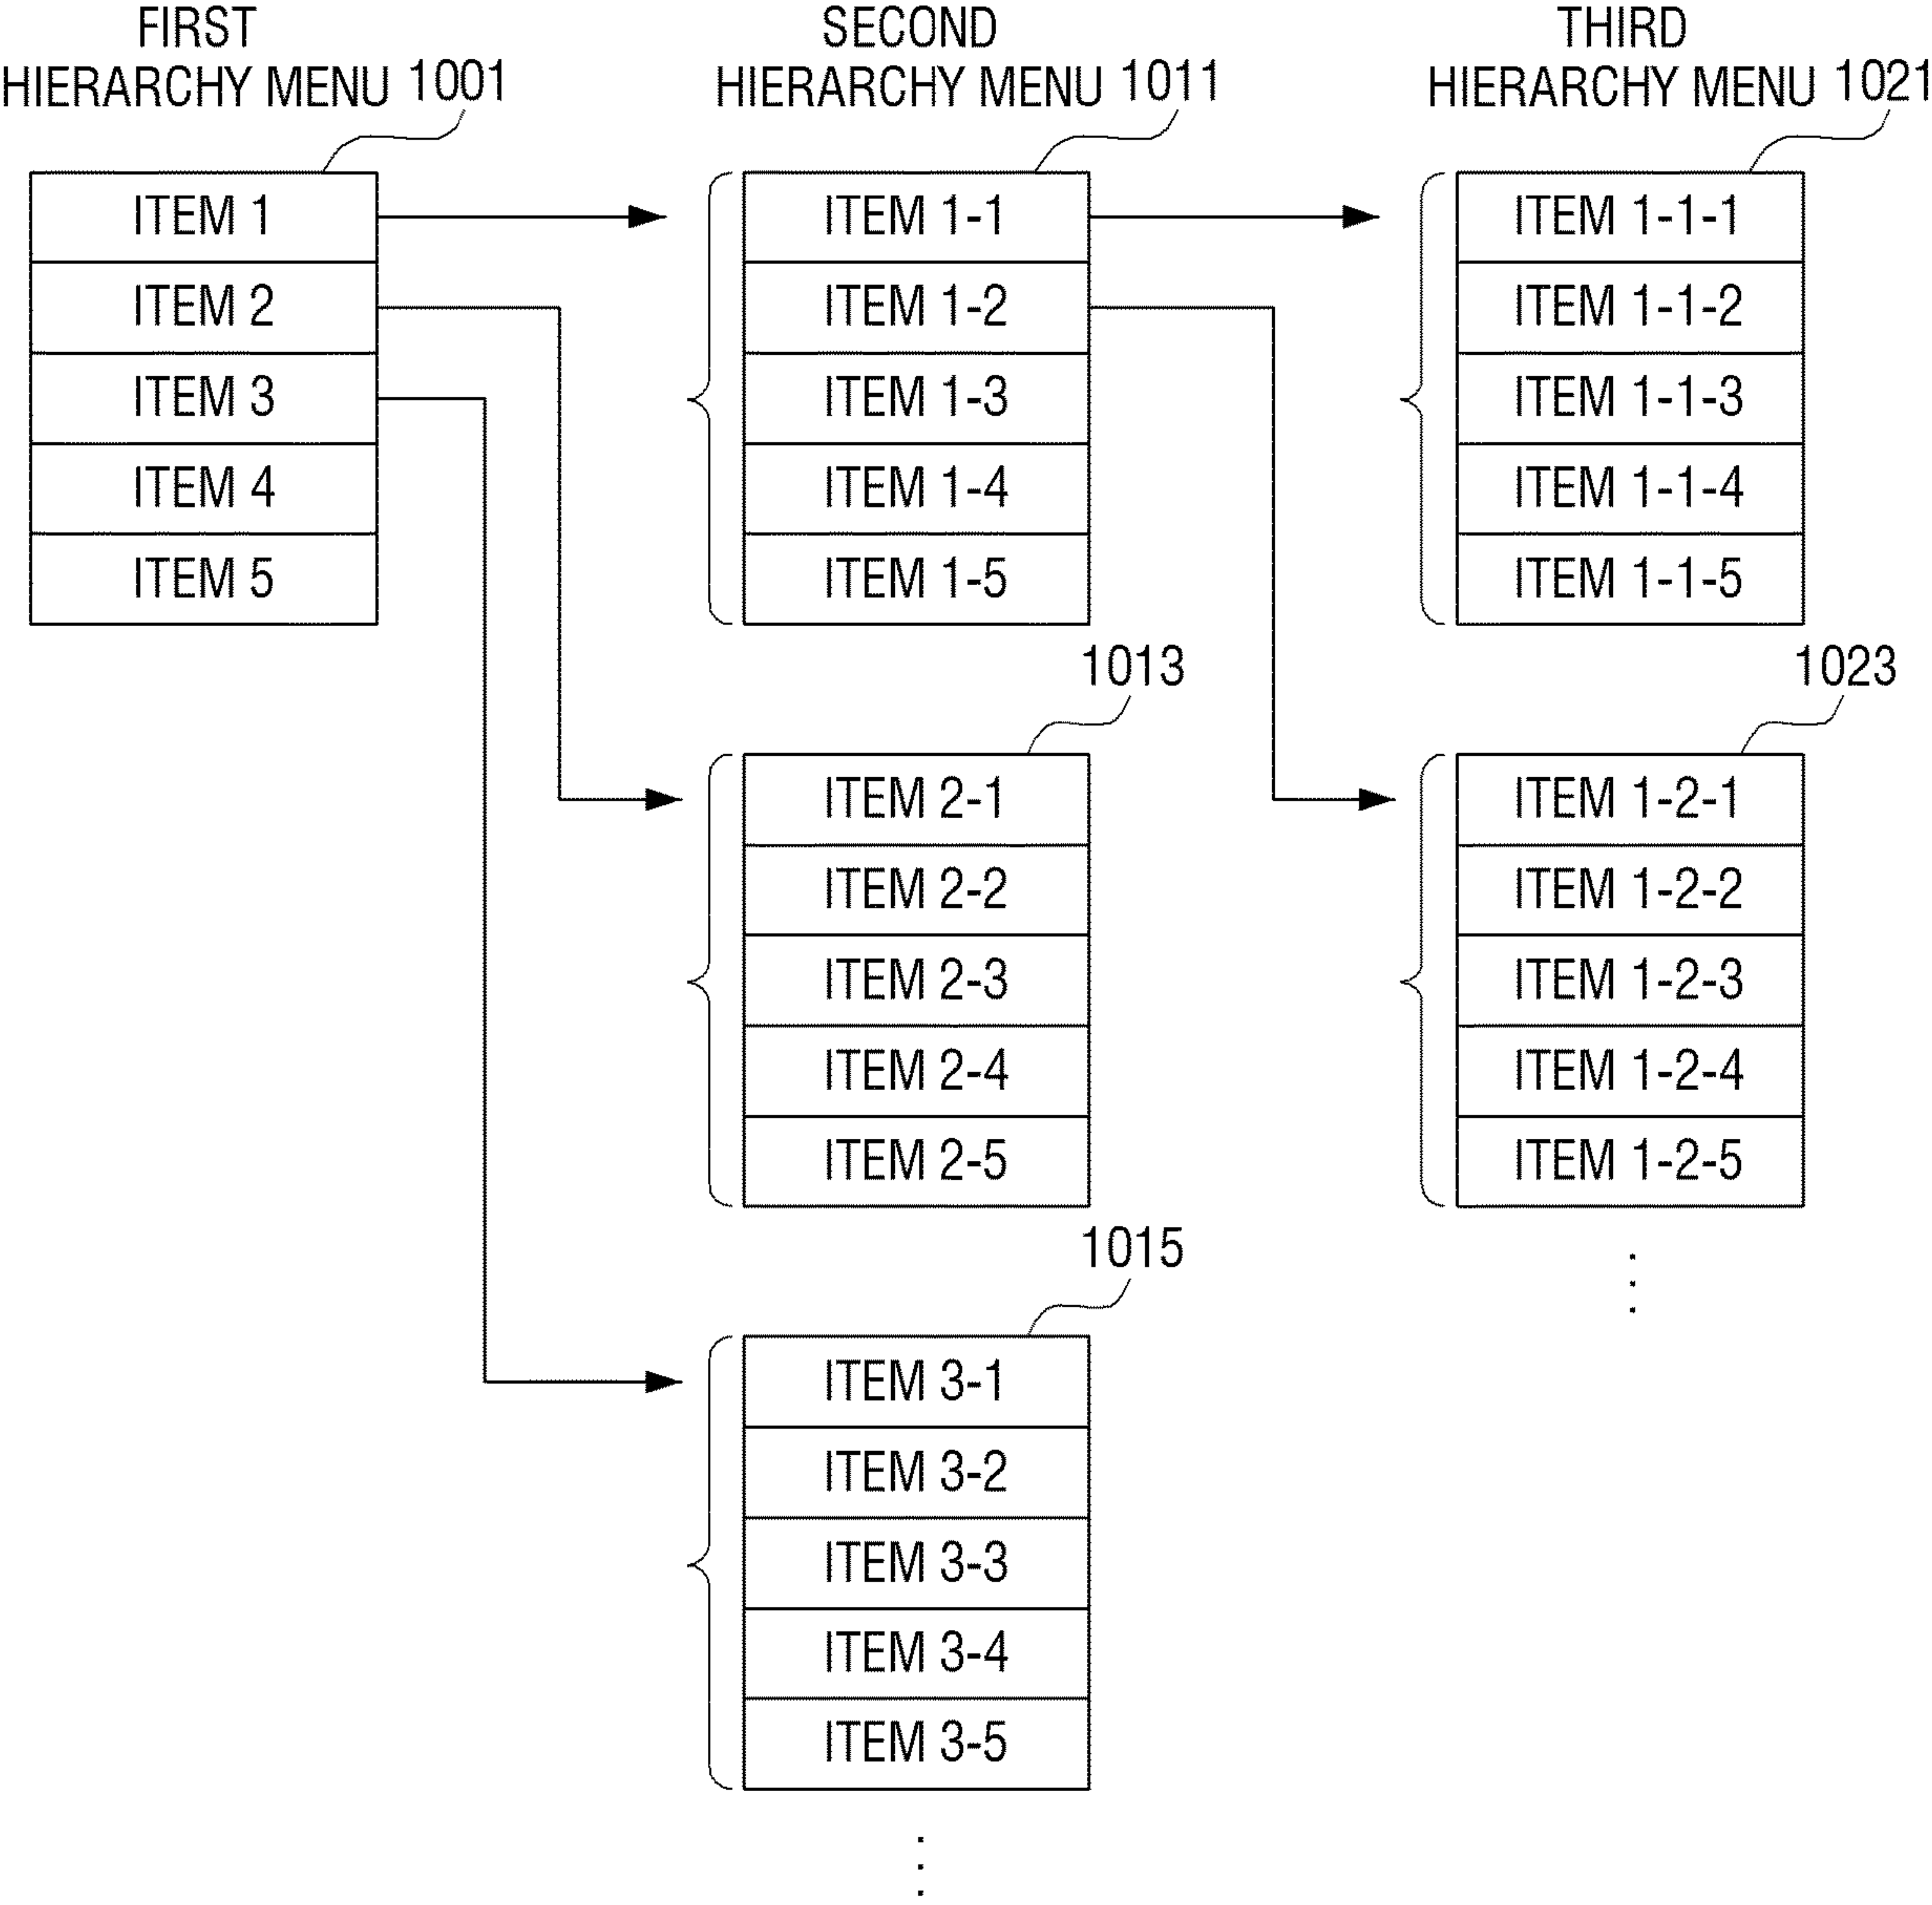 FIRST
HIERARCHY MENU 1001
ITEM 1
ITEM 2
ITEM 3
ITEM 4
ITEM 5
SECOND
HIERARCHY MENU 1011
ITEM 1-1
ITEM 1-2
ITEM 1-3
ITEM 1-4
ITEM 1-5
1013
ITEM 2-1
ITEM 2-2
ITEM 2-3
ITEM 2-4
ITEM 2-5
1015
ITEM 3-1
ITEM 3-2
ITEM 3-3
ITEM 3-4
ITEM 3-5
THIRD
HIERARCHY MENU 1021
ITEM 1-1-1
ITEM 1-1-2
ITEM 1-1-3
ITEM 1-1-4
ITEM 1-1-5
1023
ITEM 1-2-1
ITEM 1-2-2
ITEM 1-2-3
ITEM 1-2-4
ITEM 1-2-5